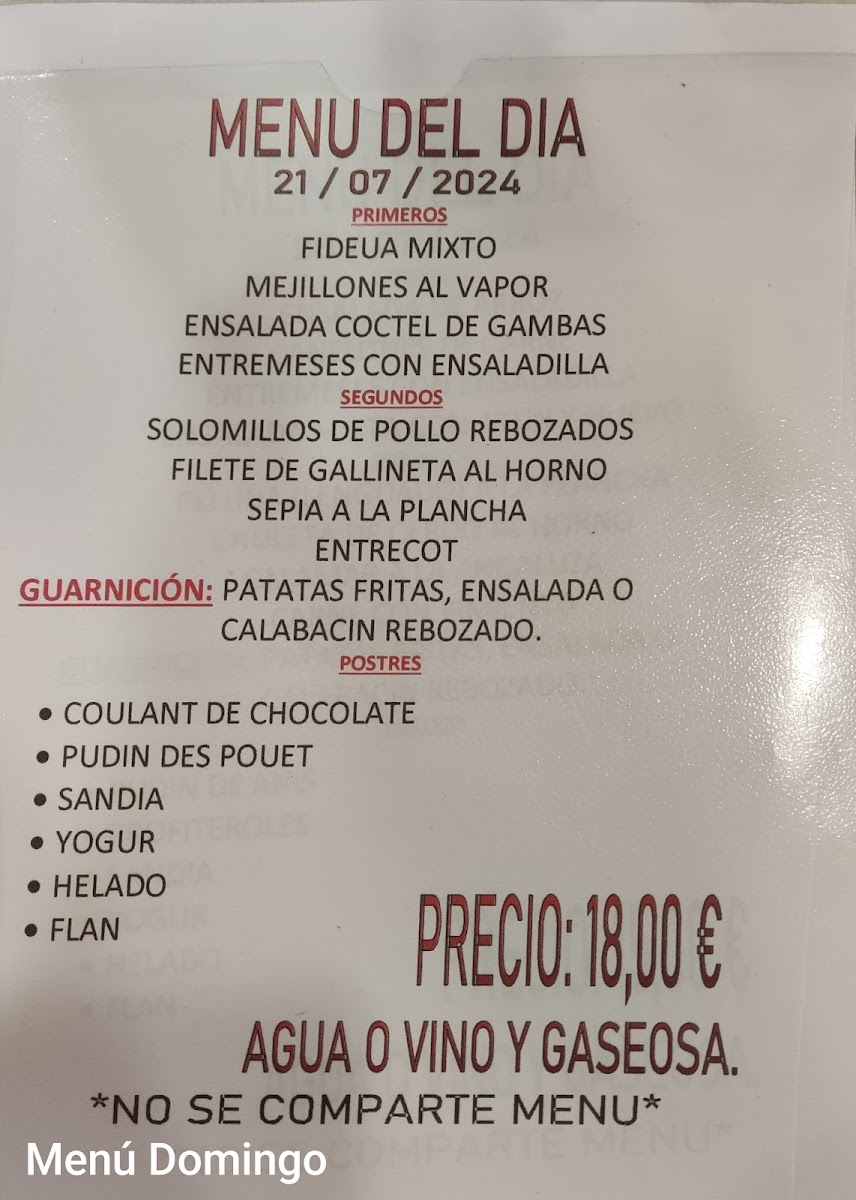 MENU DEL DIA
21 / 07 / 2024
PRIMEROS
FIDEUA MIXTO
MEJILLONES AL VAPOR
ENSALADA COCTEL DE GAMBAS
ENTREMESES CON ENSALADILLA
SEGUNDOS
SOLOMILLOS DE POLLO REBOZADOS
FILETE DE GALLINETA AL HORNO
SEPIA A LA PLANCHA
ENTRECOT
GUARNICIÓN: PATATAS FRITAS, ENSALADA O
CALABACIN REBOZADO.
POSTRES
• COULANT DE CHOCOLATE
• PUDIN DES POUET
• SANDIA
• YOGUR
• HELADO
• FLAN
PRECIO: 18,00 €
AGUA O VINO Y GASEOSA.
*NO SE COMPARTE MENU*
Menú Domingo